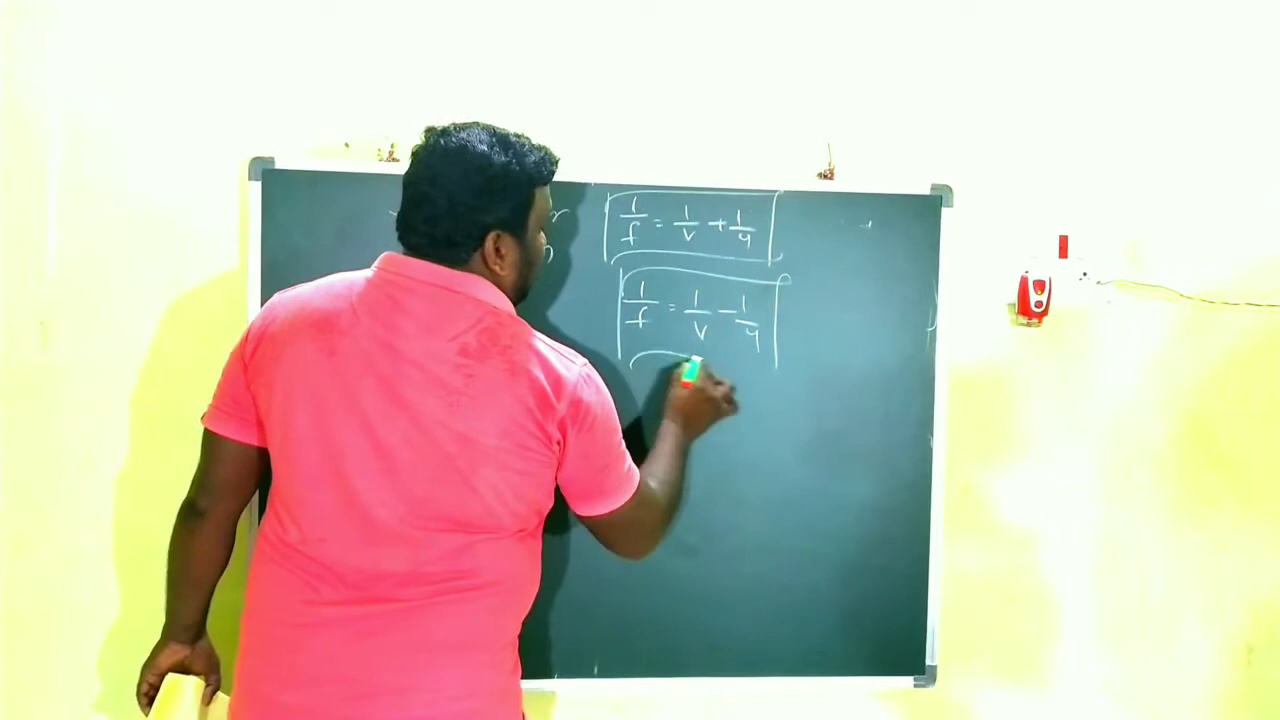 1/f = 1/v + 1/u
1/f = 1/v - 1/u